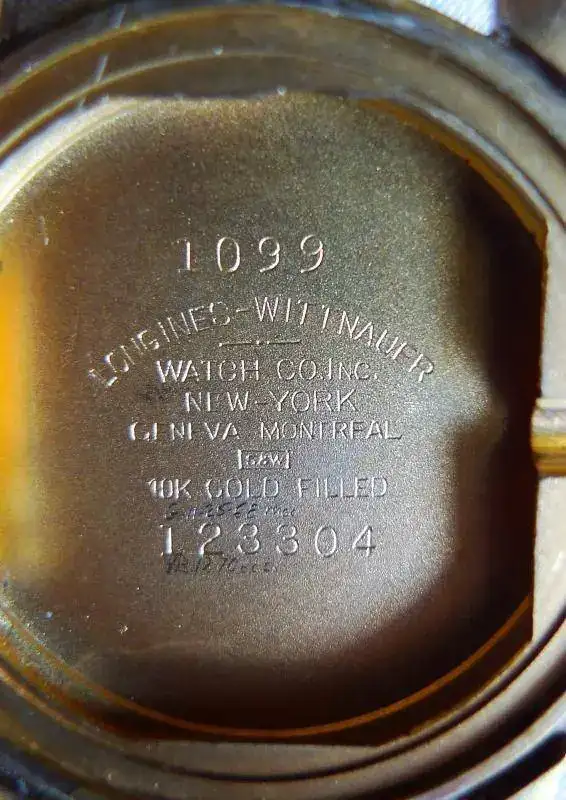 1099
LONGINES-WITTNAUER
WATCH CO. INC.
NEW-YORK
GENEVA MONTREAL
S&W
10K GOLD FILLED
123304